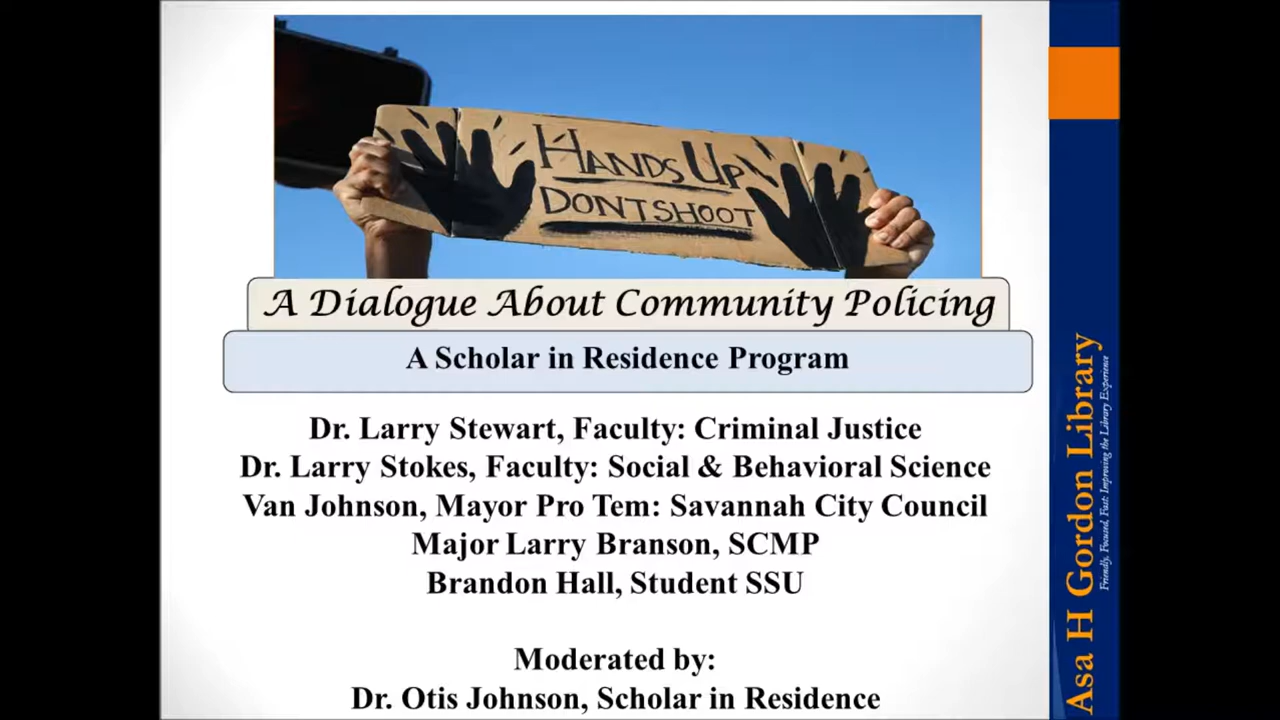 HANDS UP
DONT SHOOT
A Dialogue About Community Policing
A Scholar in Residence Program
Dr. Larry Stewart, Faculty: Criminal Justice
Dr. Larry Stokes, Faculty: Social & Behavioral Science
Van Johnson, Mayor Pro Tem: Savannah City Council
Major Larry Branson, SCMP
Brandon Hall, Student SSU
Moderated by:
Dr. Otis Johnson, Scholar in Residence
Asa H Gordon Library
Friendly, Focused, Fast: Improving the Library Experience